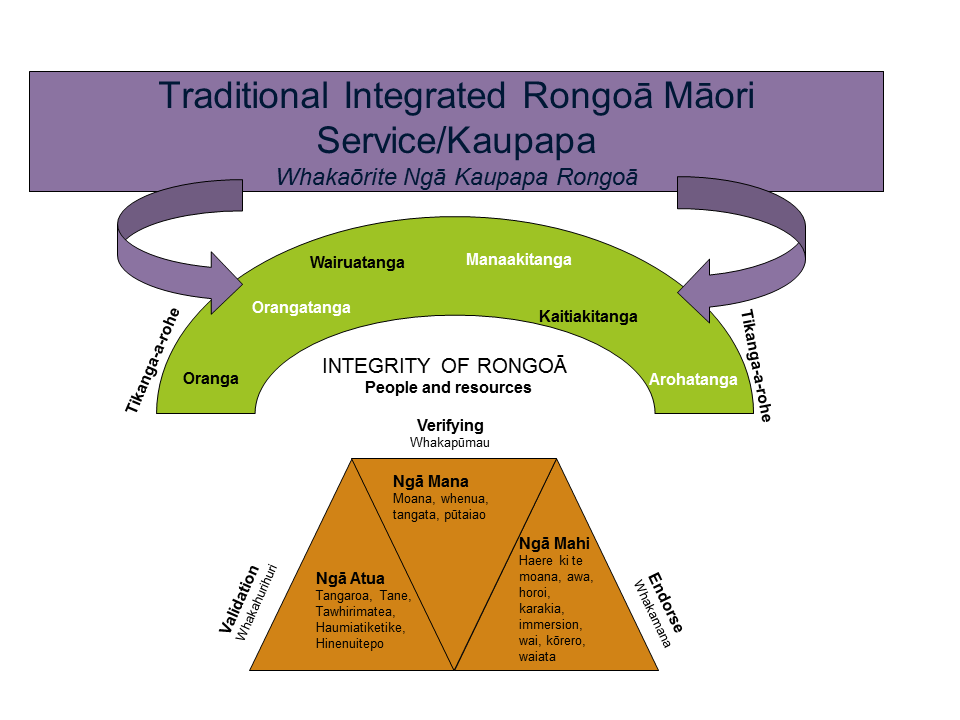 Traditional Integrated Rongoā Māori
Service/Kaupapa
Whakaōrite Ngā Kaupapa Rongoā
Wairuatanga
Manaakitanga
Orangatanga
Kaitiakitanga
Tikanga-a-rohe
Tikanga-a-rohe
Oranga
Arohatanga
INTEGRITY OF RONGOĀ
People and resources
Verifying
Whakapūmau
Ngā Mana
Moana, whenua,
tangata, pūtaiao
Validation
Whakahurihuri
Ngā Atua
Tangaroa, Tane,
Tawhirimatea,
Haumiatiketike,
Hinenuitepo
Ngā Mahi
Haere ki te
moana, awa,
horoi,
karakia,
immersion,
wai, kōrero,
waiata
Endorse
Whakamana